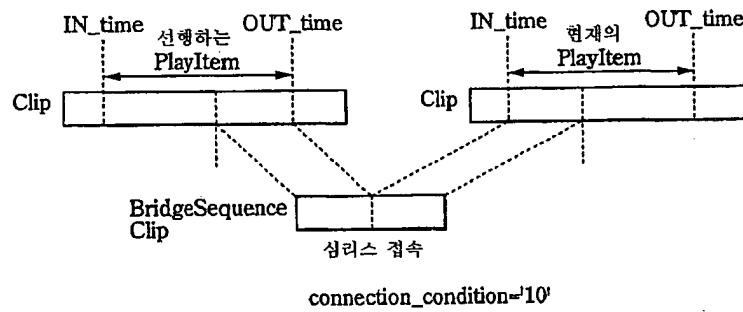 IN_time
선행하는
OUT_time
PlayItem
IN_time
현재의
OUT_time
PlayItem
Clip
Clip
BridgeSequence
Clip
심리스 접속
connection_condition='10'